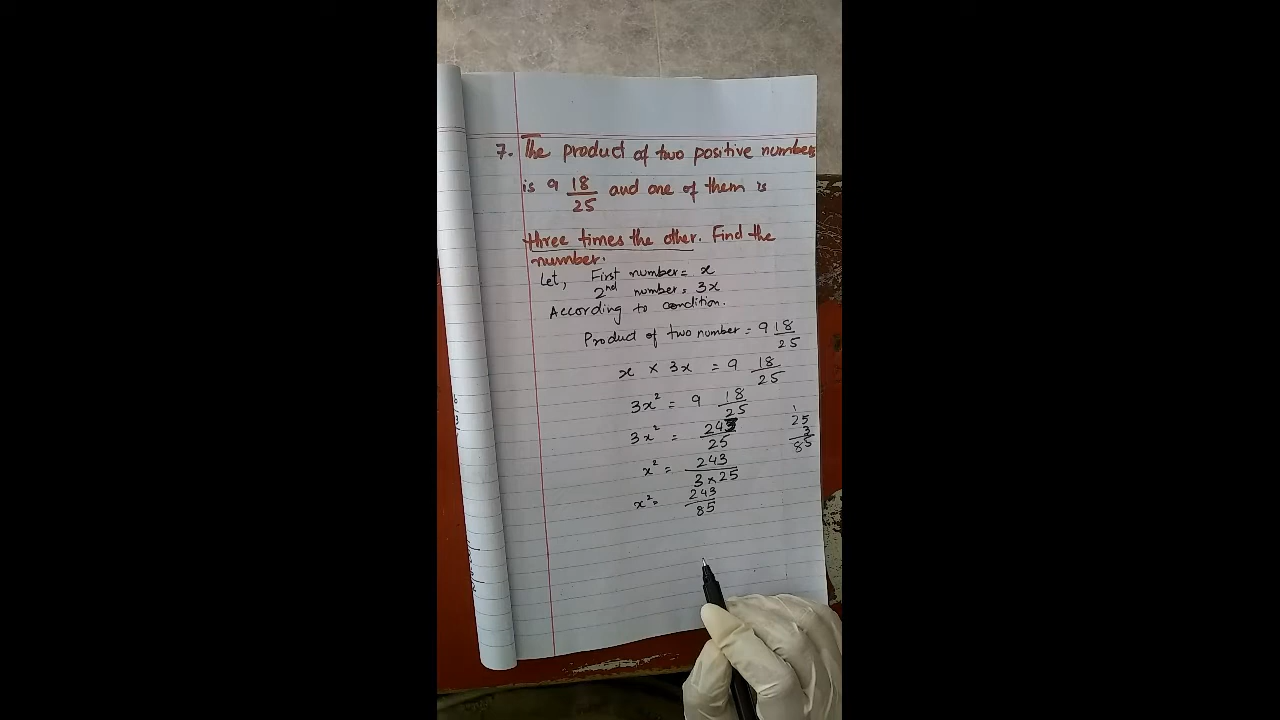 7. The product of two positive numbers
is 9 18/25 and one of them is
three times the other. Find the
number.
Let, First number = x
2nd number = 3x
According to condition.
Product of two number = 9 18/25
x × 3x = 9 18/25
3x² = 9 18/25
3x² = 243/25
x² = 243/3×25
x² = 243/85
1
25
3
85